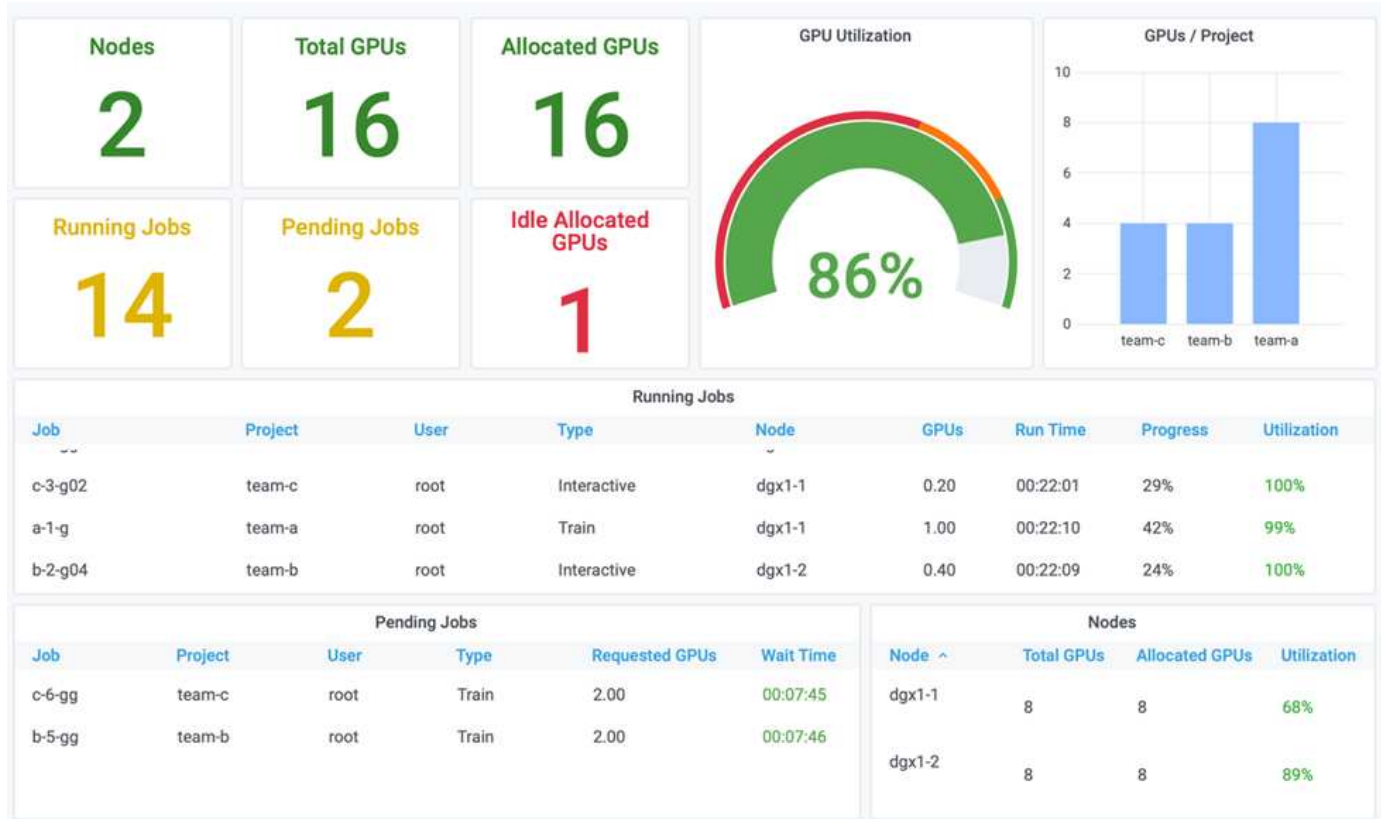 Nodes
2
Total GPUs
16
Allocated GPUs
16
Running Jobs
14
Pending Jobs
2
Idle Allocated
GPUs
1
GPU Utilization
86%
GPUs / Project
10
8
6
4
2
0
team-c team-b team-a
Running Jobs
Job Project User Type Node GPUs Run Time Progress Utilization
c-3-g02 team-c root Interactive dgx1-1 0.20 00:22:01 29% 100%
a-1-g team-a root Train dgx1-1 1.00 00:22:10 42% 99%
b-2-g04 team-b root Interactive dgx1-2 0.40 00:22:09 24% 100%
Pending Jobs
Job Project User Type Requested GPUs Wait Time
c-6-gg team-c root Train 2.00 00:07:45
b-5-gg team-b root Train 2.00 00:07:46
Nodes
Node Total GPUs Allocated GPUs Utilization
dgx1-1 8 8 68%
dgx1-2 8 8 89%